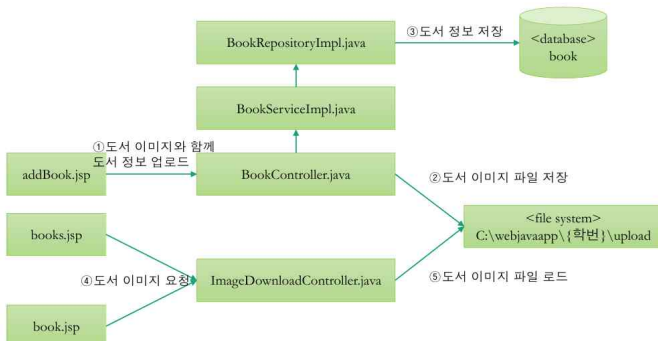 BookRepositoryImpl.java
③도서 정보 저장
<database>
book
BookServiceImpl.java
①도서 이미지와 함께
도서 정보 업로드
addBook.jsp
BookController.java
②도서 이미지 파일 저장
books.jsp
<file system>
C:\webjavaapp\{학번}\upload
④도서 이미지 요청
ImageDownloadController.java
⑤도서 이미지 파일 로드
book.jsp